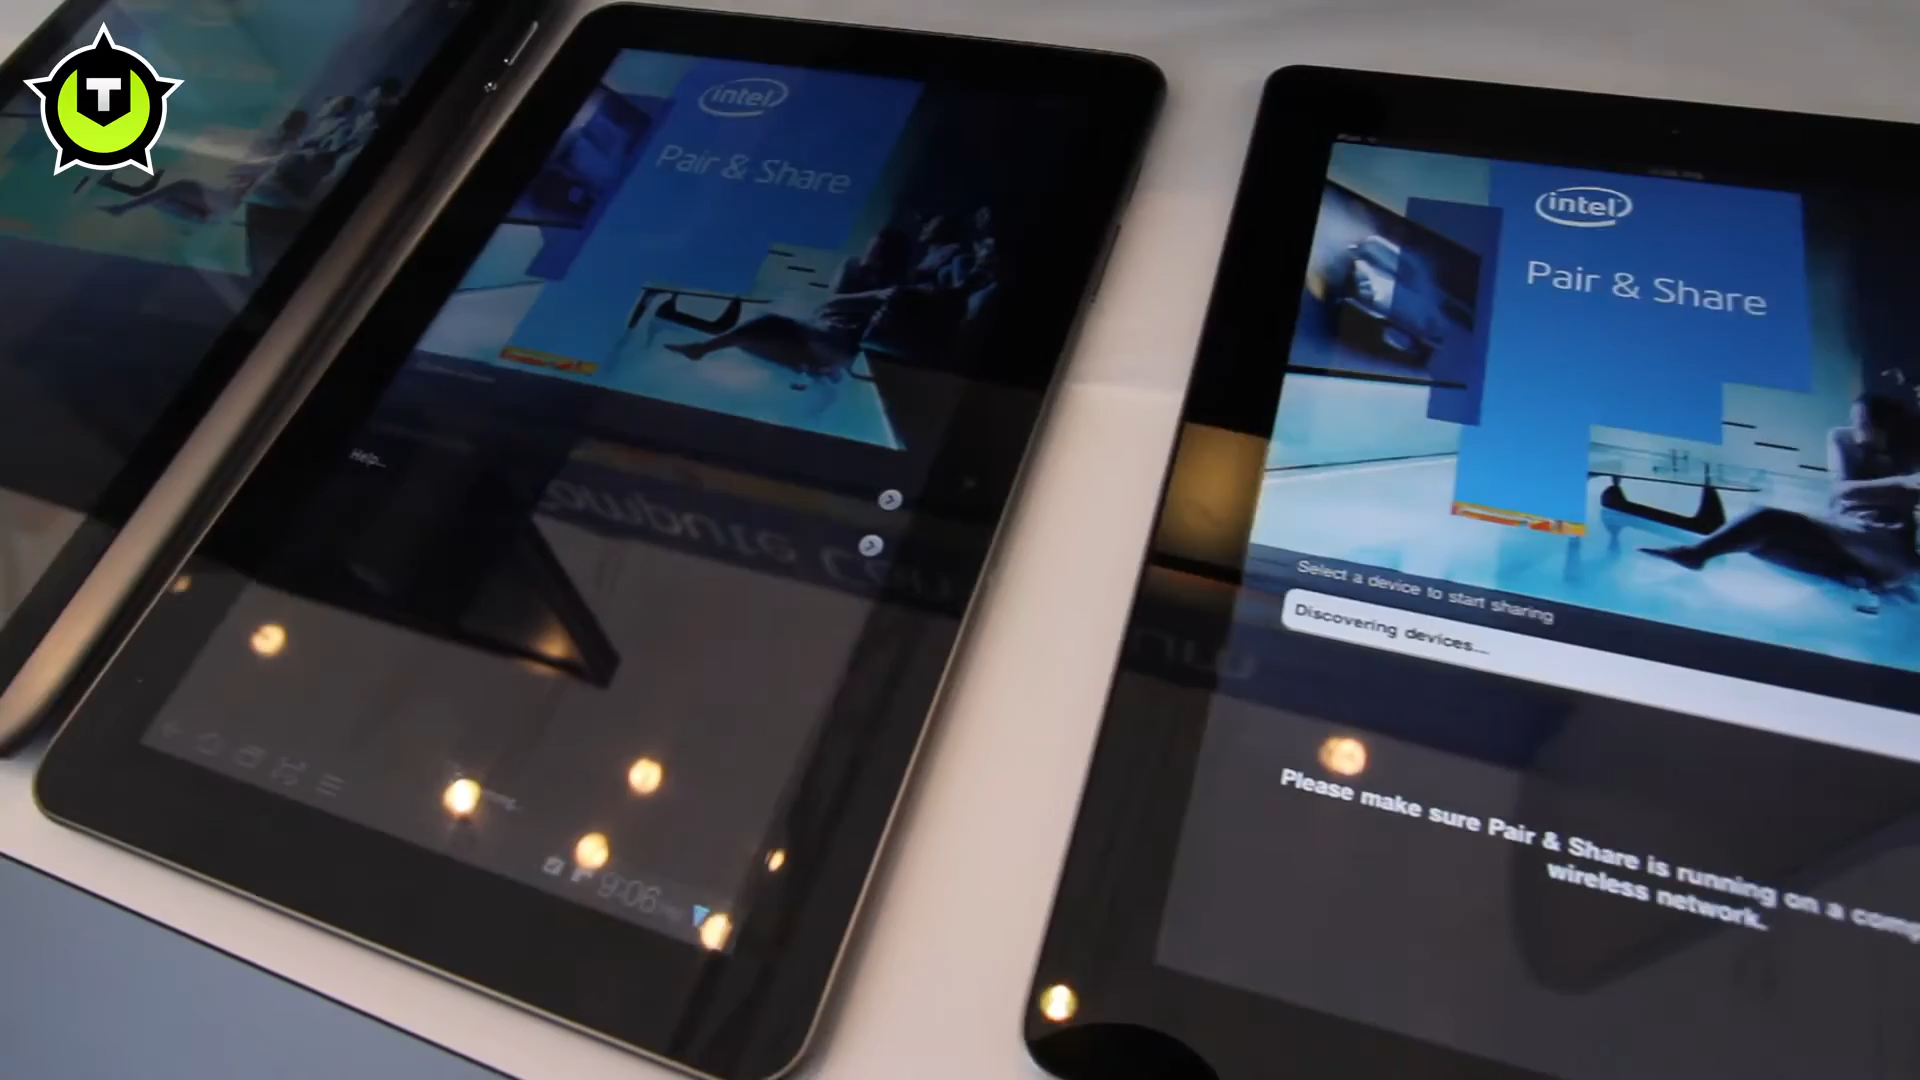 T
intel
Pair & Share
Help...
9:06
intel
Pair & Share
Select a device to start sharing
Discovering devices...
Please make sure Pair & Share is running on a
wireless network.